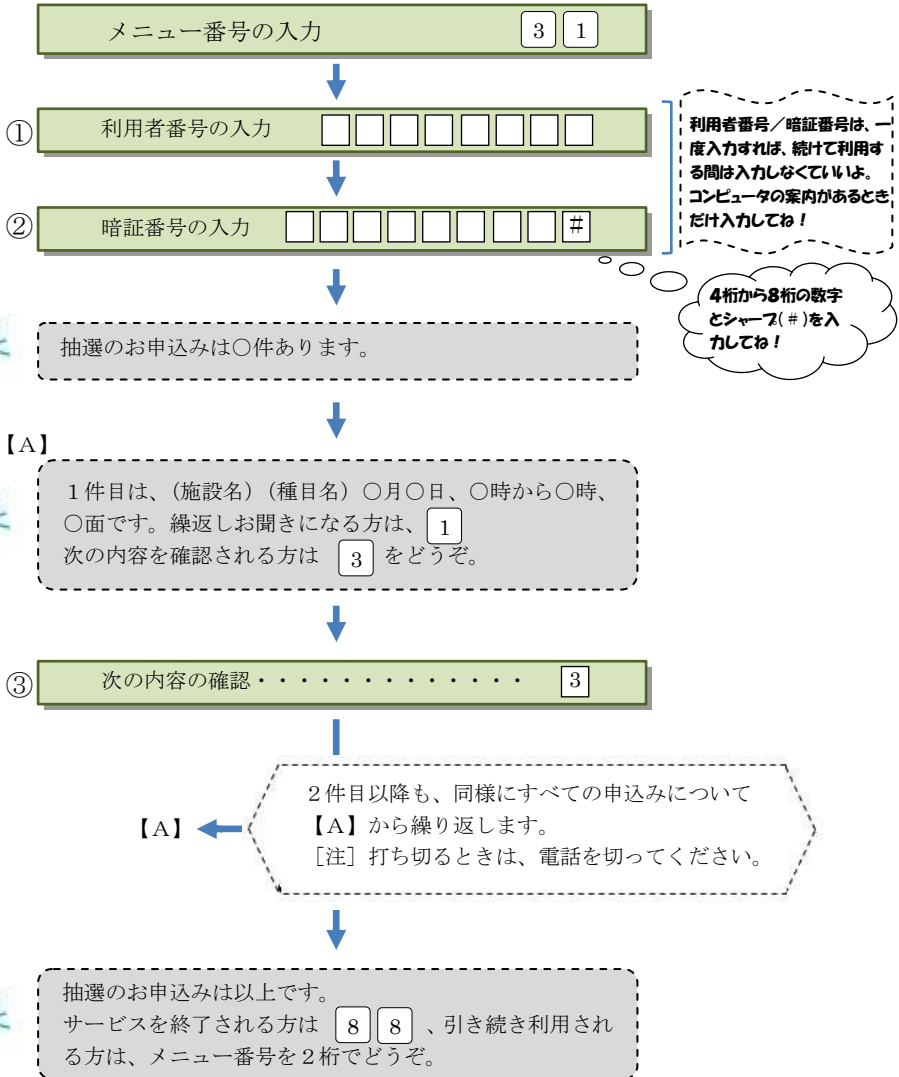 メニュー番号の入力 3 1
① 利用者番号の入力
利用者番号／暗証番号は、一
度入力すれば、続けて利用す
る間は入力しなくていいよ。
コンピュータの案内があるとき
だけ入力してね！
② 暗証番号の入力 #
4桁から8桁の数字
とシャープ(＃)を入
力してね！
抽選のお申込みは○件あります。
【A】
１件目は、(施設名) (種目名) ○月○日、○時から○時、
○面です。繰返しお聞きになる方は、 1
次の内容を確認される方は 3 をどうぞ。
③ 次の内容の確認・・・・・・・・・・・・・ 3
２件目以降も、同様にすべての申込みについて
【A】 【A】から繰り返します。
［注］打ち切るときは、電話を切ってください。
抽選のお申込みは以上です。
サービスを終了される方は 8 8 、引き続き利用され
る方は、メニュー番号を２桁でどうぞ。